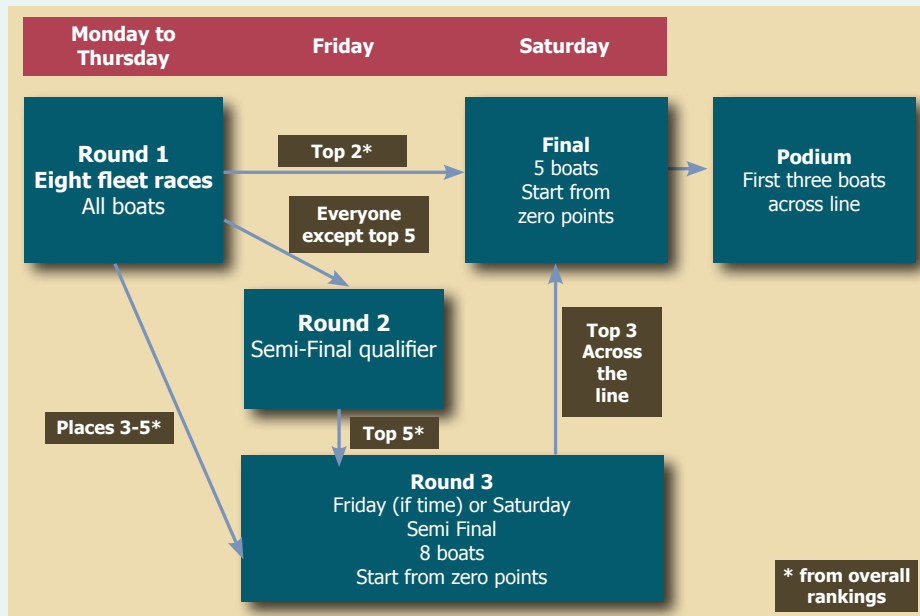 Monday to
Thursday
Friday
Saturday
Round 1
Eight fleet races
All boats
Top 2*
Final
5 boats
Start from
zero points
Podium
First three boats
across line
Everyone
except top 5
Round 2
Semi-Final qualifier
Top 3
Across
the
line
Places 3-5*
Top 5*
Round 3
Friday (if time) or Saturday
Semi Final
8 boats
Start from zero points
* from overall
rankings